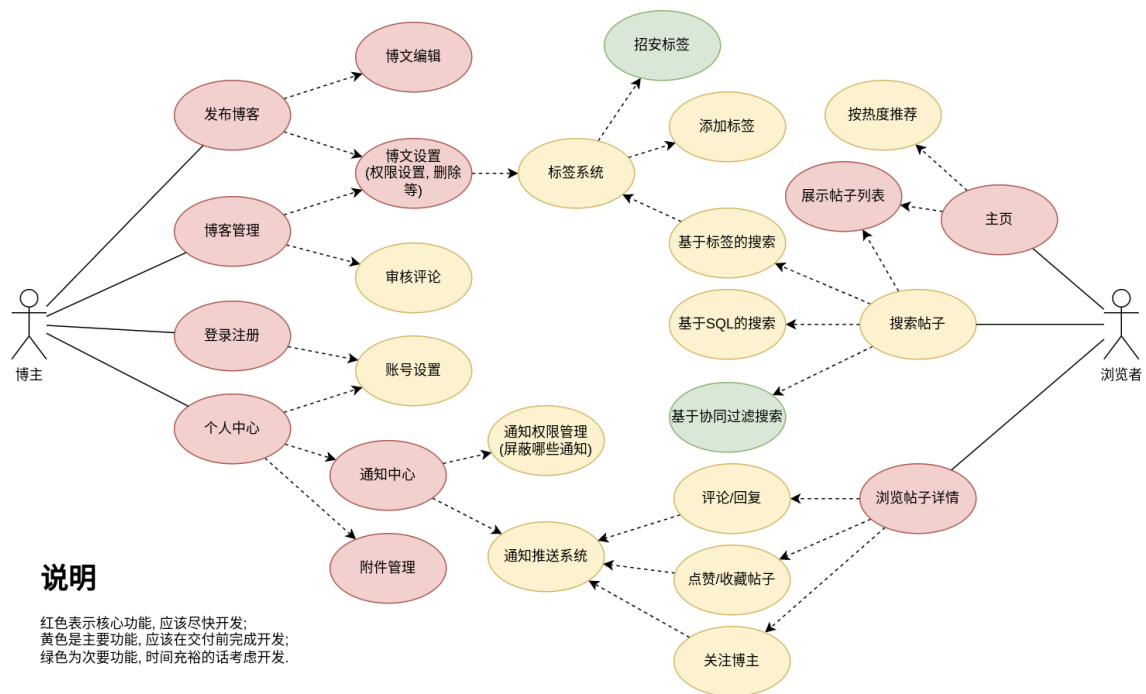 招安标签
博文编辑
发布博客
添加标签
按热度推荐
博文设置
(权限设置, 删除
等)
标签系统
展示帖子列表
主页
博客管理
基于标签的搜索
审核评论
登录注册
基于SQL的搜索
搜索帖子
博主
浏览者
账号设置
个人中心
基于协同过滤搜索
通知权限管理
(屏蔽哪些通知)
通知中心
评论/回复
浏览帖子详情
通知推送系统
附件管理
点赞/收藏帖子
说明
红色表示核心功能, 应该尽快开发;
黄色是主要功能, 应该在交付前完成开发;
绿色为次要功能, 时间充裕的话考虑开发.
关注博主